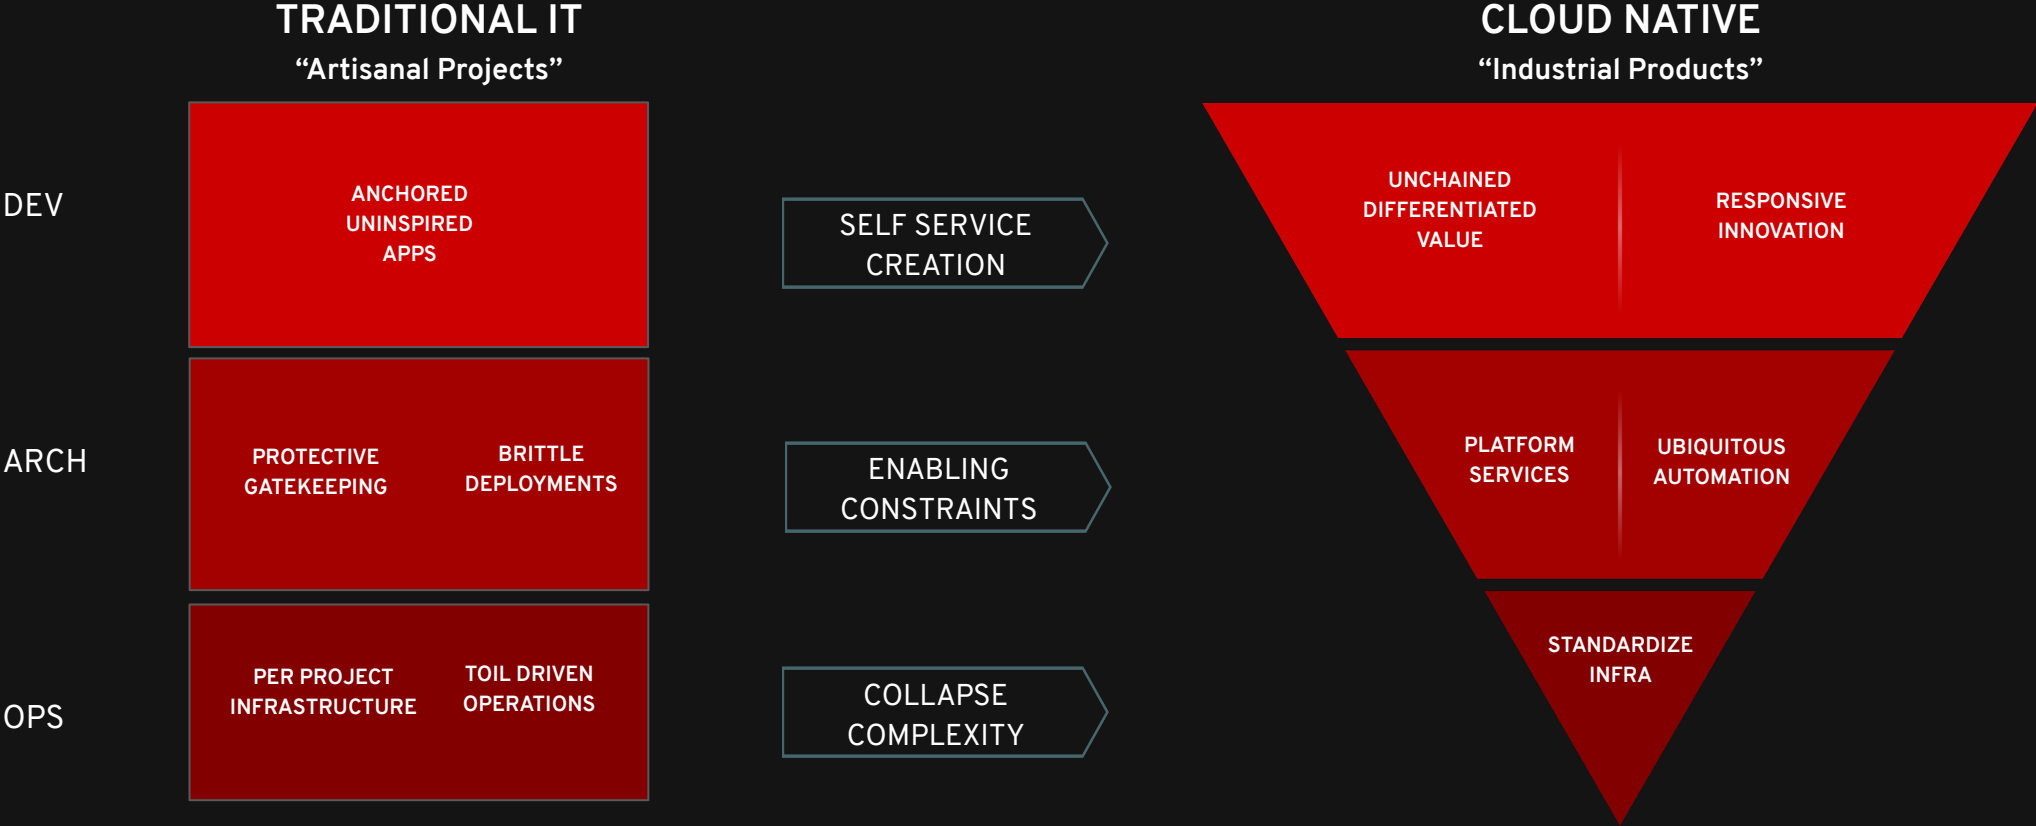 TRADITIONAL IT
“Artisanal Projects”
CLOUD NATIVE
“Industrial Products”
DEV
ANCHORED
UNINSPIRED
APPS
SELF SERVICE
CREATION
UNCHAINED
DIFFERENTIATED
VALUE
RESPONSIVE
INNOVATION
ARCH
PROTECTIVE
GATEKEEPING
BRITTLE
DEPLOYMENTS
ENABLING
CONSTRAINTS
PLATFORM
SERVICES
UBIQUITOUS
AUTOMATION
OPS
PER PROJECT
INFRASTRUCTURE
TOIL DRIVEN
OPERATIONS
COLLAPSE
COMPLEXITY
STANDARDIZE
INFRA